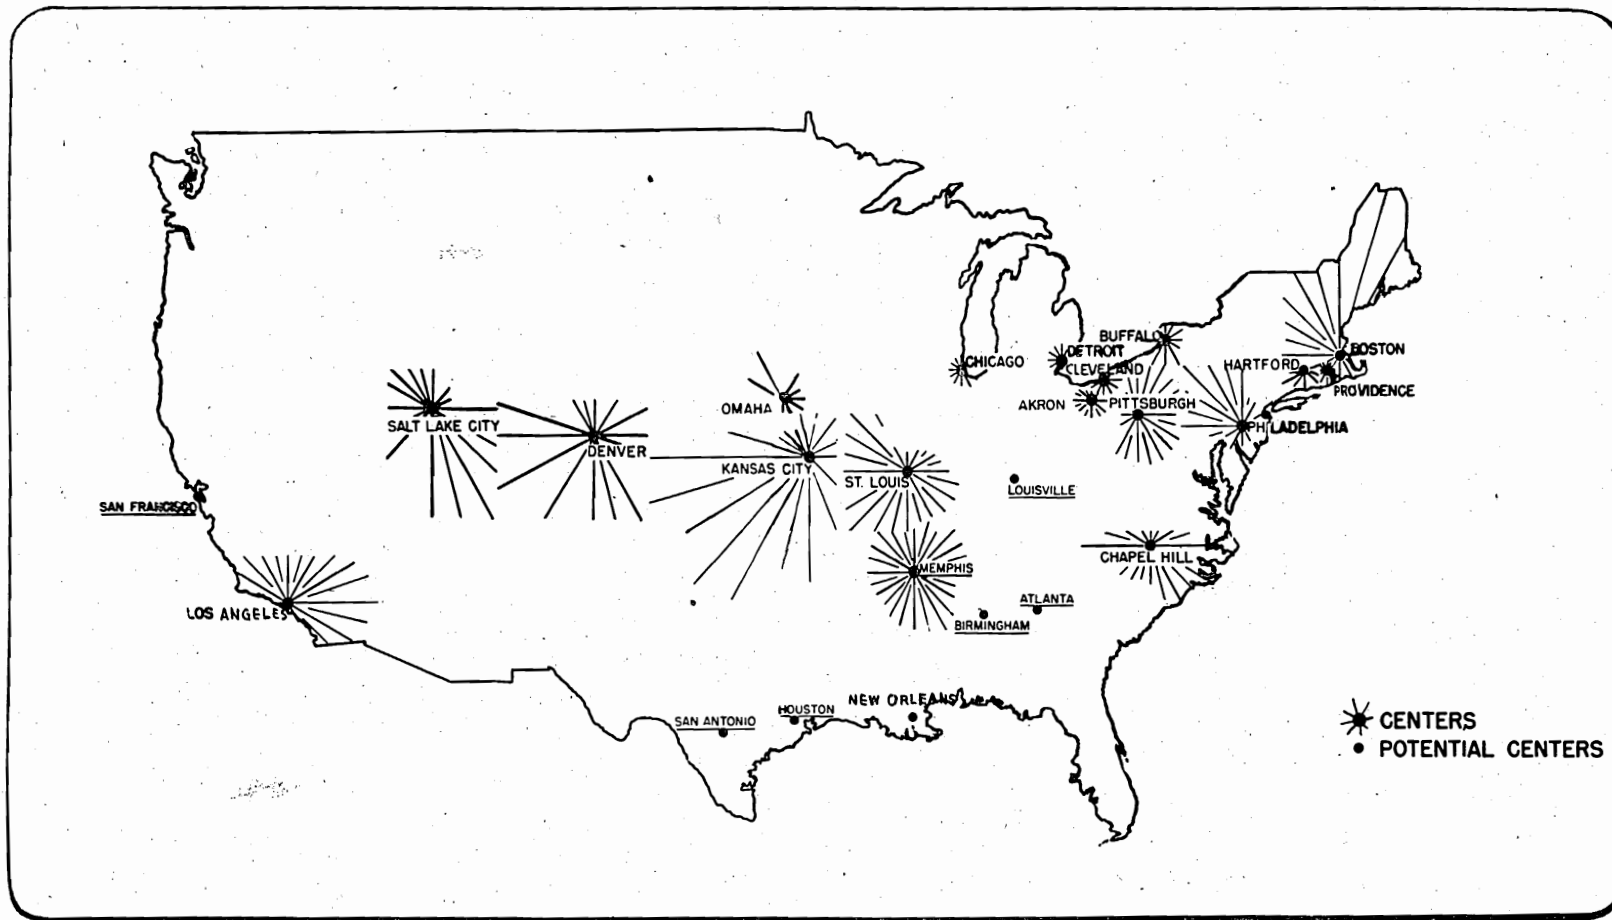 BUFFALO
DETROIT
BOSTON
CHICAGO
CLEVELAND
HARTFORD
PROVIDENCE
OMAHA
AKRON
PITTSBURGH
SALT LAKE CITY
PHILADELPHIA
DENVER
KANSAS CITY
ST. LOUIS
LOUISVILLE
SAN FRANCISCO
CHAPEL HILL
MEMPHIS
ATLANTA
LOS ANGELES
BIRMINGHAM
NEW ORLEANS
HOUSTON
SAN ANTONIO
CENTERS
POTENTIAL CENTERS